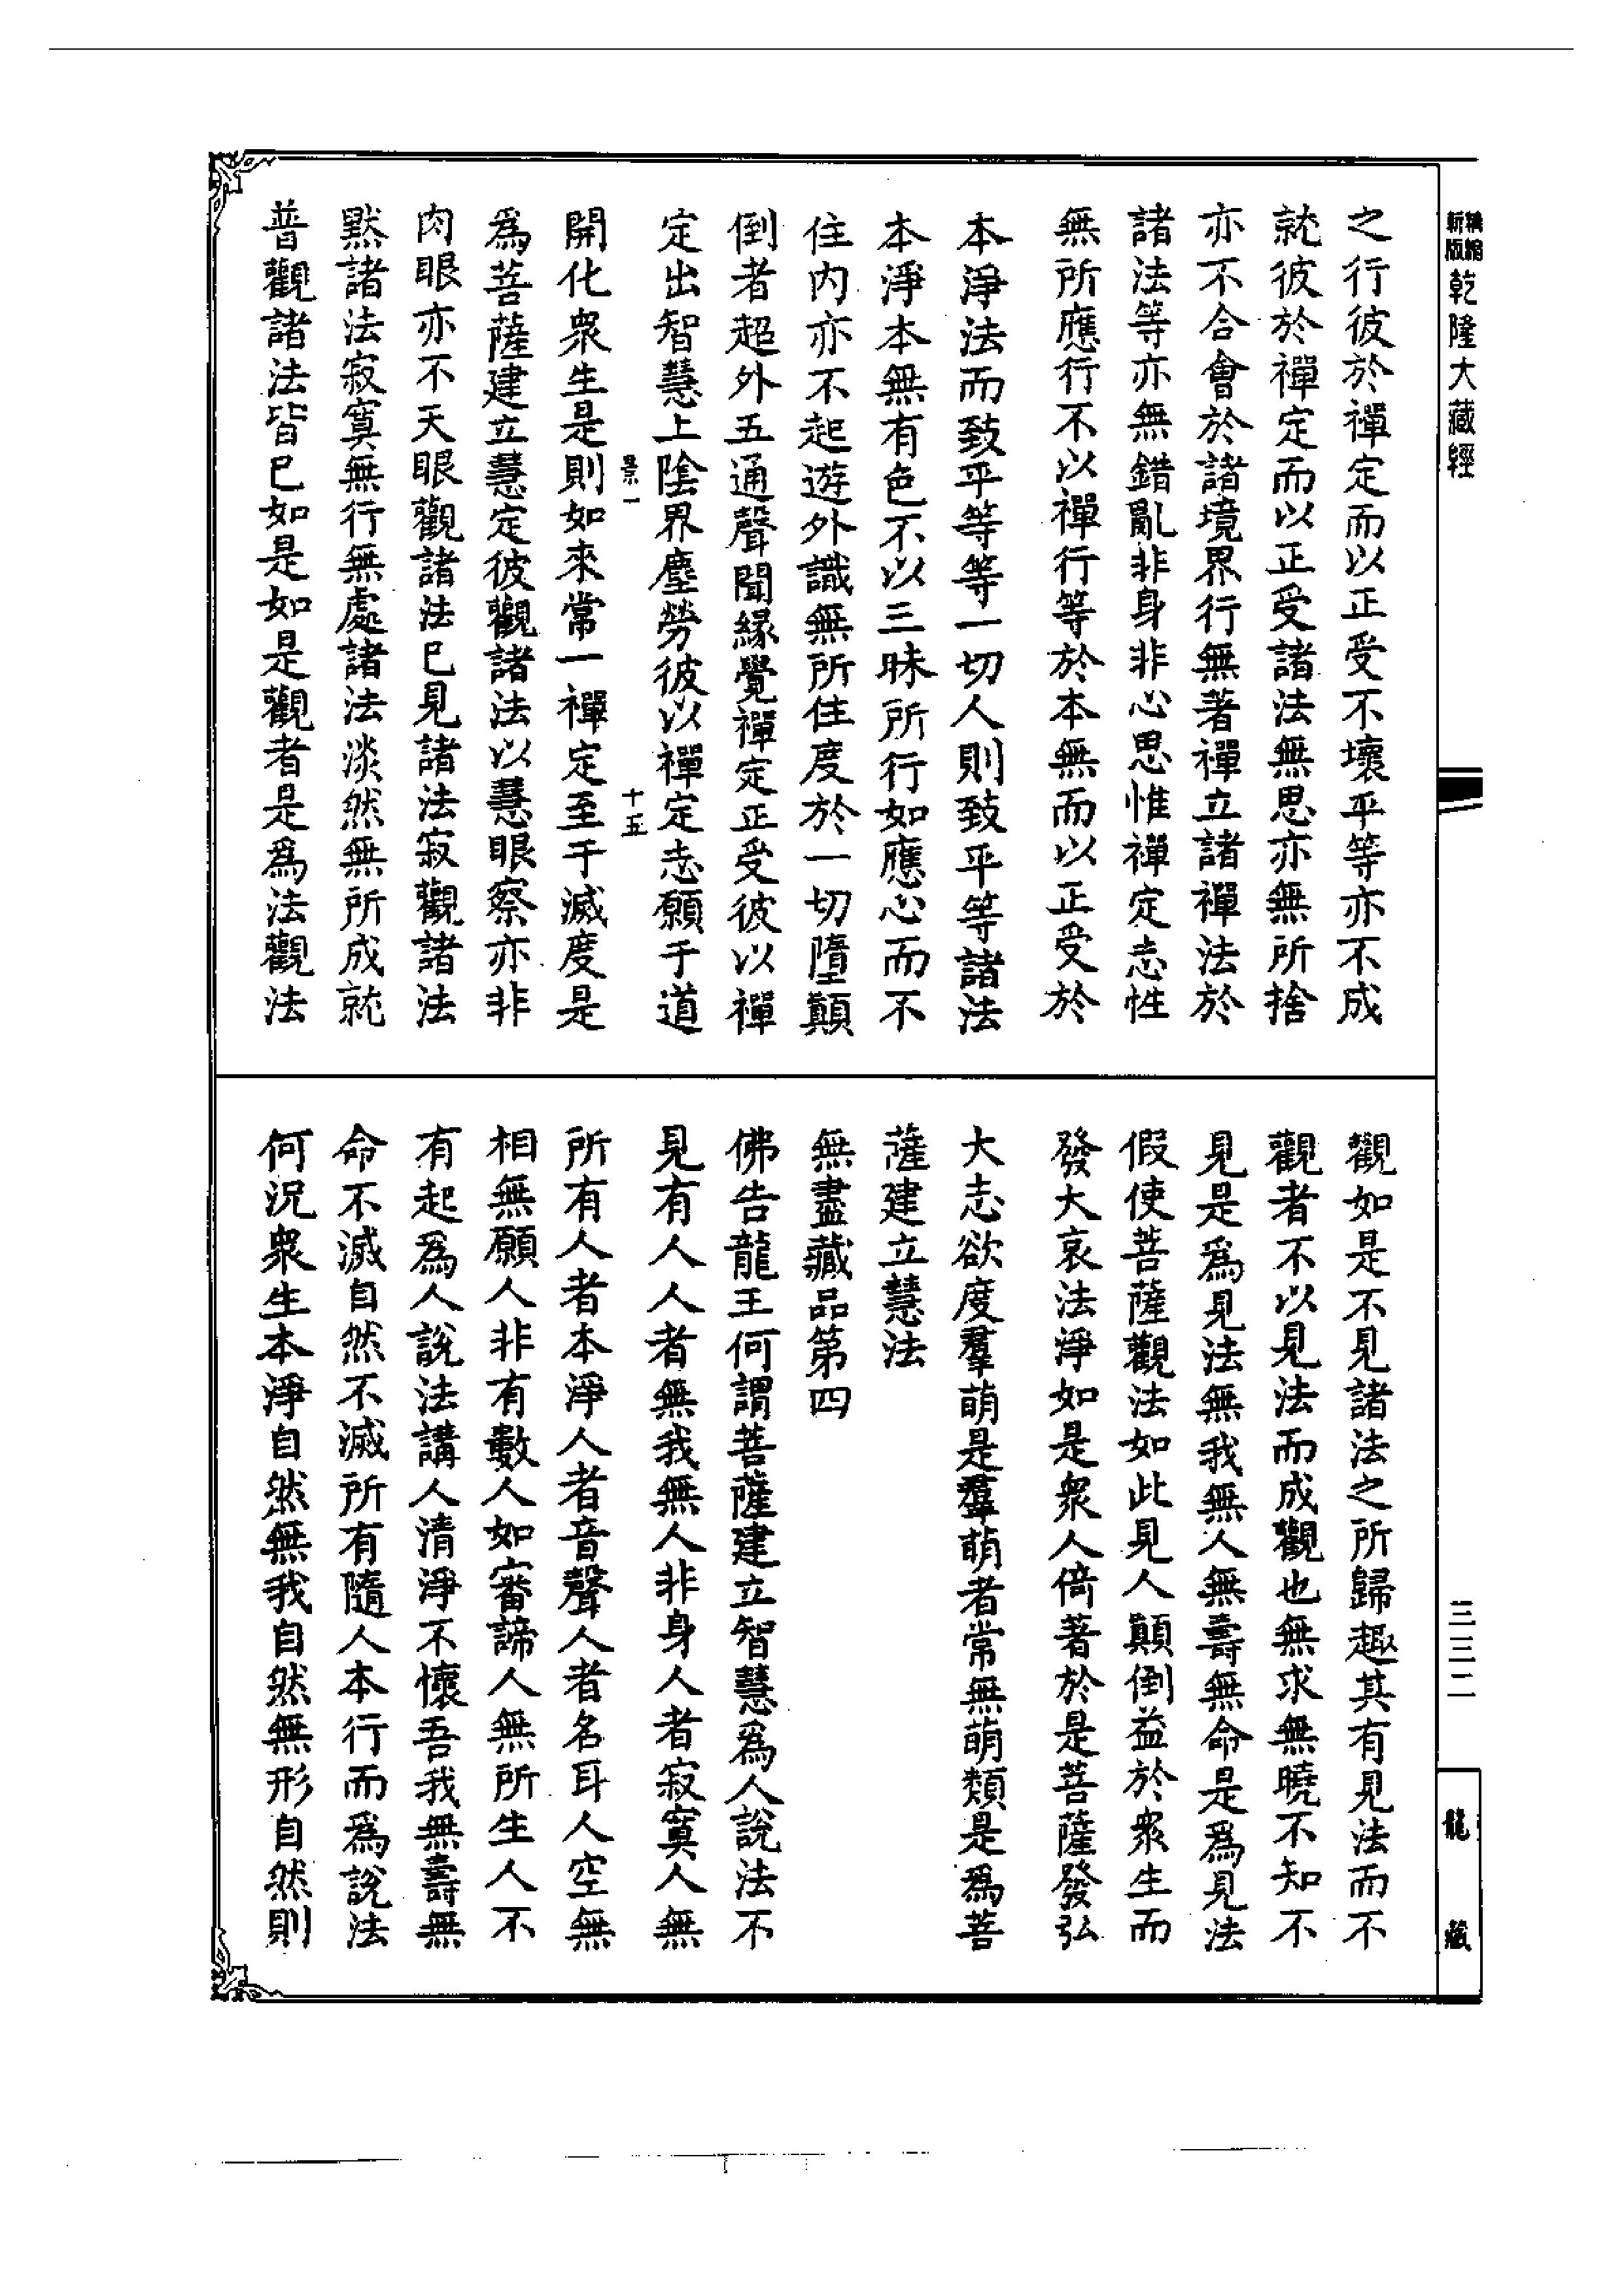 精縮新版乾隆大藏經
之行彼於禪定而以正受不壞平等亦不成
就彼於禪定而以正受諸法無思亦無所捨
亦不合會於諸境界行無著禪立諸禪法於
諸法等亦無錯亂非身非心思惟禪定志性
無所應行不以禪行等於本無而以正受於
本淨法而致平等等一切人則致平等諸法
本淨本無有色不以三昧所行如應心而不
住內亦不起遊外識無所住度於一切墮顛
倒者超外五通聲聞緣覺禪定正受彼以禪
定出智慧上陰界塵勞彼以禪定志願于道
景一 十五
開化衆生是則如來常一禪定至于滅度是
爲菩薩建立慧定彼觀諸法以慧眼察亦非
肉眼亦不天眼觀諸法已見諸法寂觀諸法
黙諸法寂寞無行無處諸法淡然無所成就
普觀諸法皆已如是如是觀者是爲法觀法
觀如是不見諸法之所歸趣其有見法而不
觀者不以見法而成觀也無求無曉不知不
見是爲見法無我無人無壽無命是爲見法
假使菩薩觀法如此見人顛倒益於衆生而
發大哀法淨如是衆人倚著於是菩薩發弘
大志欲度羣萌是羣萌者常無萌類是爲菩
薩建立慧法
無盡藏品第四
佛告龍王何謂菩薩建立智慧爲人說法不
見有人人者無我無人非身人者寂寞人無
所有人者本淨人者音聲人者名耳人空無
相無願人非有數人如審諦人無所生人不
有起爲人說法講人清淨不懷吾我無壽無
命不滅自然不滅所有隨人本行而爲說法
何況衆生本淨自然無我自然無形自然則
三三二
龍藏